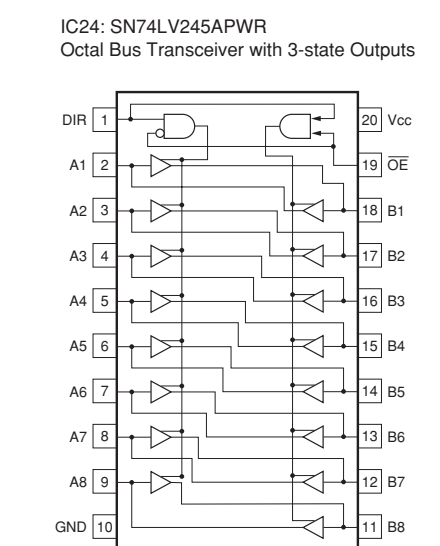 IC24: SN74LV245APWR
Octal Bus Transceiver with 3-state Outputs
DIR 1 20 Vcc
A1 2 19 OE
A2 3 18 B1
A3 4 17 B2
A4 5 16 B3
A5 6 15 B4
A6 7 14 B5
A7 8 13 B6
A8 9 12 B7
GND 10 11 B8